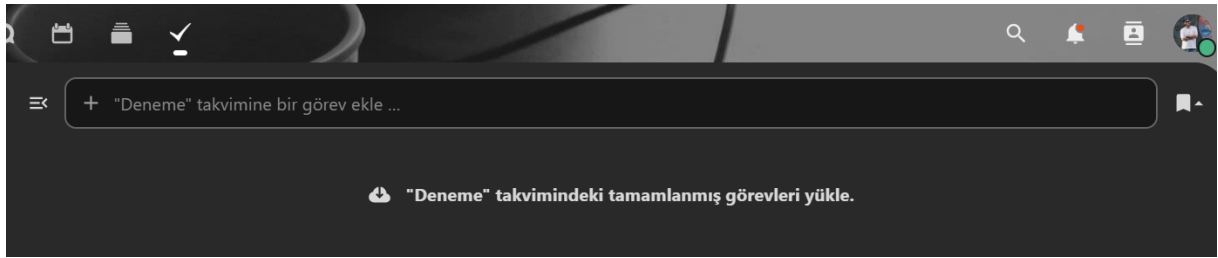 "Deneme" takvimine bir görev ekle ...
"Deneme" takvimindeki tamamlanmış görevleri yükle.